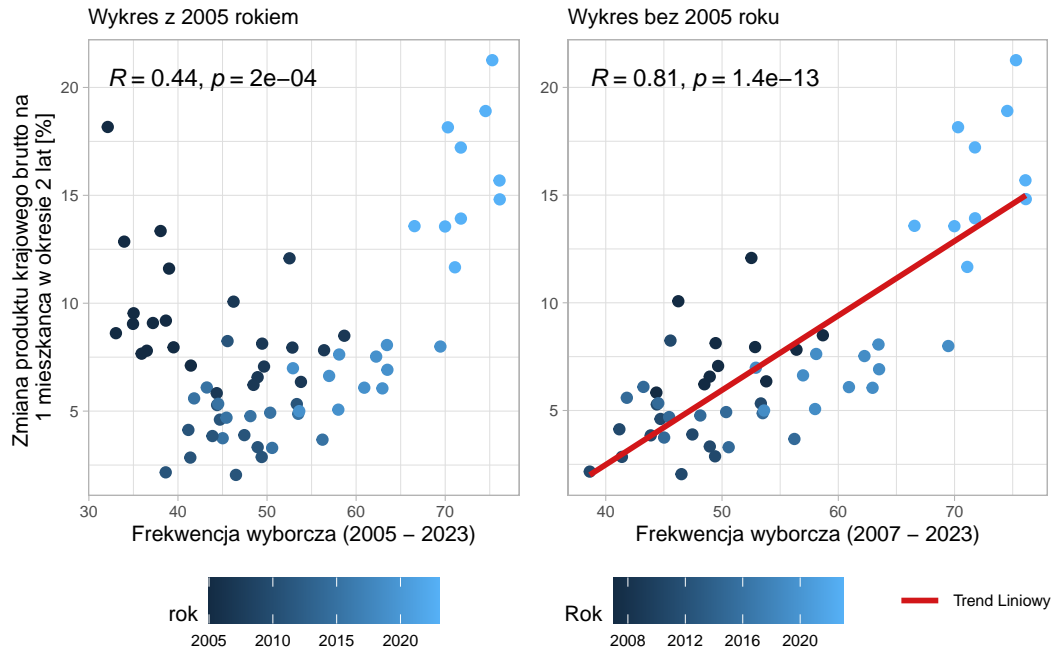 Wykres z 2005 rokiem
Wykres bez 2005 roku
R = 0.44, p = 2e−04
R = 0.81, p = 1.4e−13
Zmiana produktu krajowego brutto na
1 mieszkanca w okresie 2 lat [%]
20
15
10
5
20
15
10
5
30 40 50 60 70
40 50 60 70
Frekwencja wyborcza (2005 − 2023)
Frekwencja wyborcza (2007 − 2023)
rok
2005 2010 2015 2020
Rok
2008 2012 2016 2020
Trend Liniowy